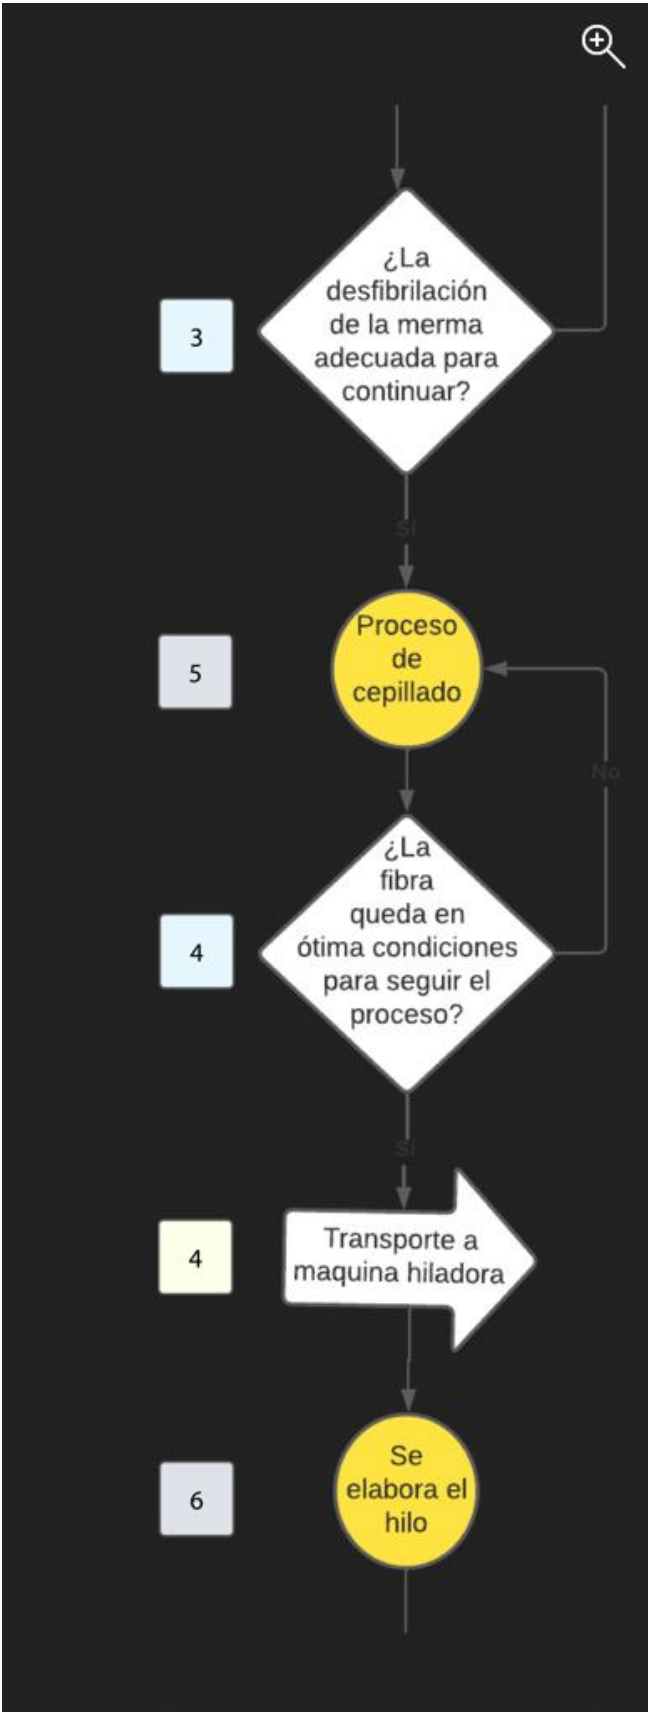 ¿La
desfibrilación
de la merma
adecuada para
continuar?
3
Sí
Proceso
de
cepillado
5
No
¿La
fibra
queda en
ótima condiciones
para seguir el
proceso?
4
Sí
Transporte a
maquina hiladora
4
Se
elabora el
hilo
6